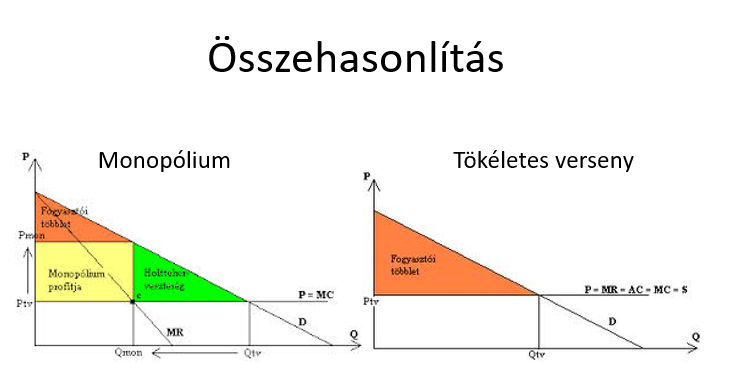 Összehasonlítás
Monopólium
P
Fogyasztói
többlet
Pmon
Monopólium
profitja
Holtteher-
veszteség
c
P = MC
Ptv
MR
D
Q
Qmon
Qtv
Tökéletes verseny
P
Fogyasztói
többlet
P = MR = AC = MC = S
Ptv
D
Q
Qtv